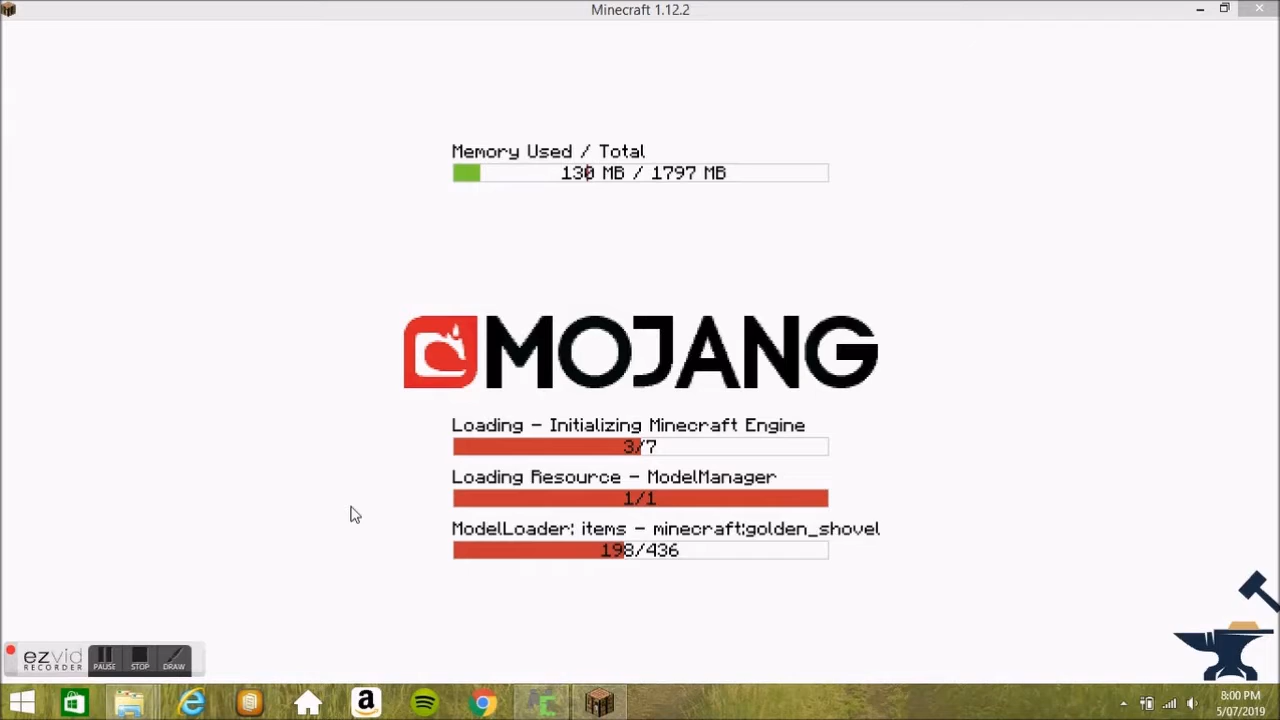 Minecraft 1.12.2
Memory Used / Total
130 MB / 1797 MB
MOJANG
Loading - Initializing Minecraft Engine
3/7
Loading Resource - ModelManager
1/1
ModelLoader: items - minecraft:golden_shovel
198/436
ezvid
RECORDER
PAUSE
STOP
DRAW
a
8:00 PM
5/07/2019